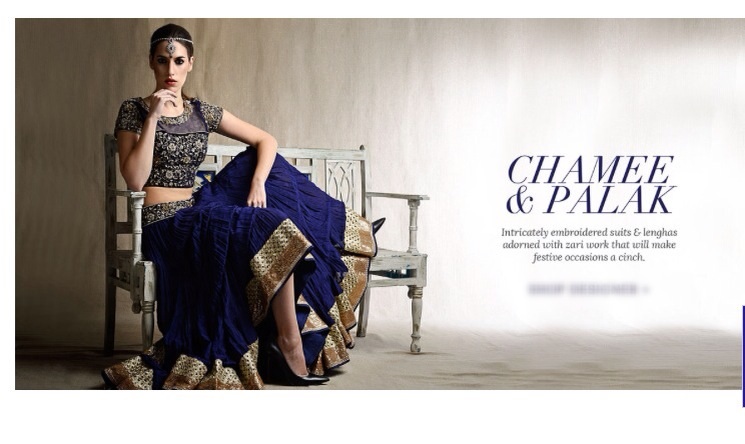 CHAMEE
& PALAK
Intricately embroidered suits & lenghas
adorned with zari work that will make
festive occasions a cinch.